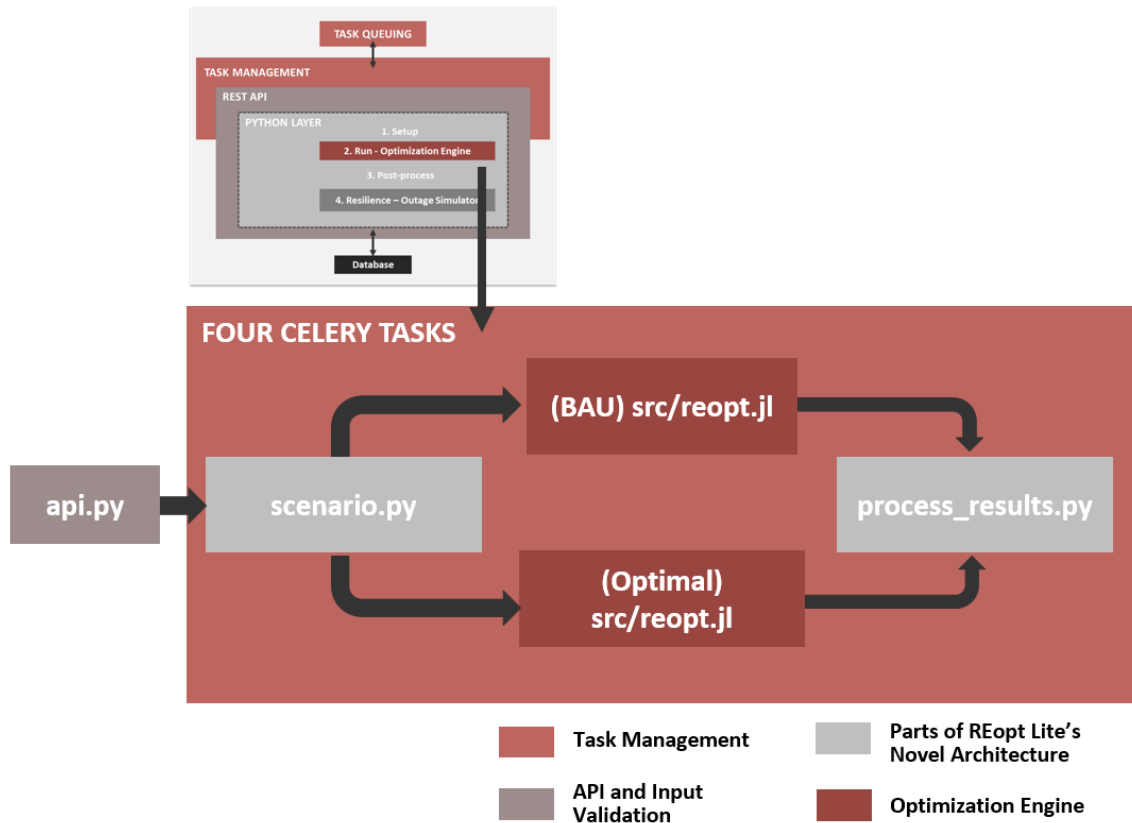 TASK QUEUING
TASK MANAGEMENT
REST API
PYTHON LAYER
1. Setup
2. Run - Optimization Engine
3. Post-process
4. Resilience – Outage Simulator
Database
FOUR CELERY TASKS
(BAU) src/reopt.jl
api.py
scenario.py
process_results.py
(Optimal)
src/reopt.jl
Task Management
Parts of REopt Lite's
Novel Architecture
API and Input
Validation
Optimization Engine